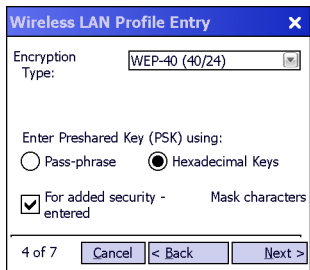 Wireless LAN Profile Entry
Encryption Type:
WEP-40 (40/24)
Enter Preshared Key (PSK) using:
Pass-phrase Hexadecimal Keys
For added security - Mask characters
entered
4 of 7 Cancel < Back Next >